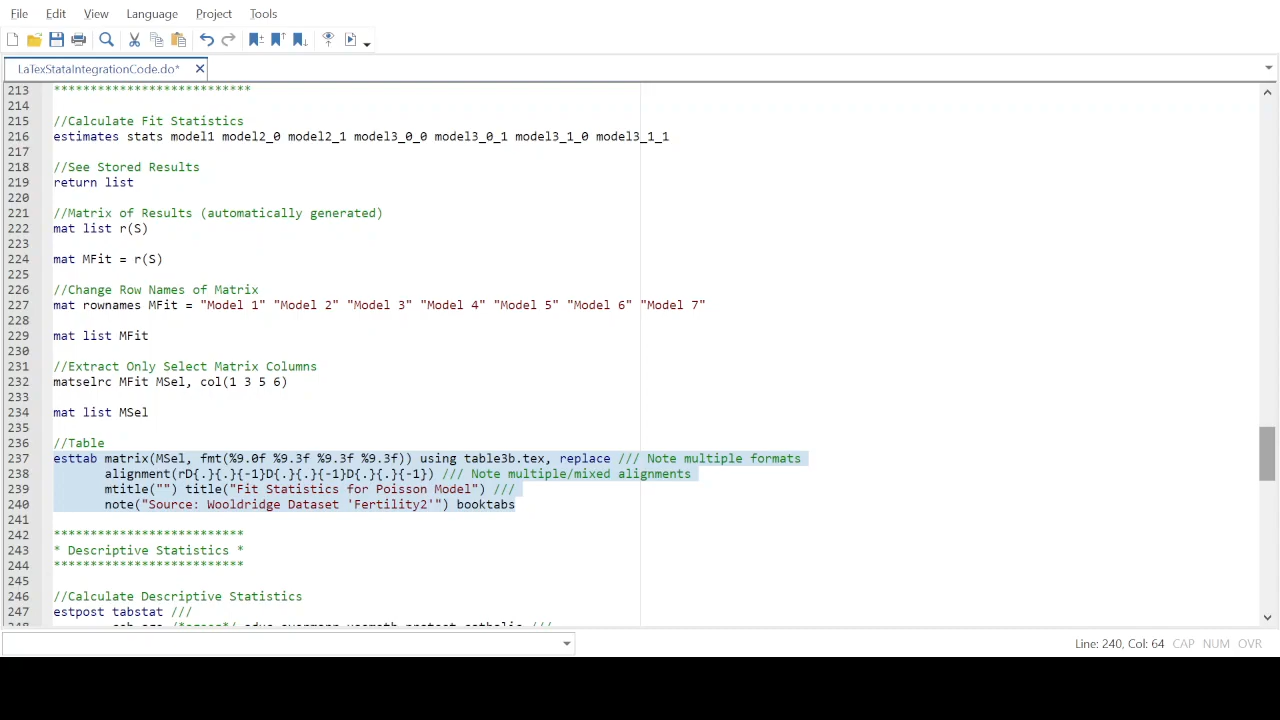 File Edit View Language Project Tools
LaTexStataIntegrationCode.do*
213 ***************************
214
215 //Calculate Fit Statistics
216 estimates stats model1 model2_0 model2_1 model3_0_0 model3_0_1 model3_1_0 model3_1_1
217
218 //See Stored Results
219 return list
220
221 //Matrix of Results (automatically generated)
222 mat list r(S)
223
224 mat MFit = r(S)
225
226 //Change Row Names of Matrix
227 mat rownames MFit = "Model 1" "Model 2" "Model 3" "Model 4" "Model 5" "Model 6" "Model 7"
228
229 mat list MFit
230
231 //Extract Only Select Matrix Columns
232 matselrc MFit MSel, col(1 3 5 6)
233
234 mat list MSel
235
236 //Table
237 esttab matrix(MSel, fmt(%9.0f %9.3f %9.3f %9.3f)) using table3b.tex, replace /// Note multiple formats
238 alignment(rD{.}{.}{-1}D{.}{.}{-1}D{.}{.}{-1}) /// Note multiple/mixed alignments
239 mtitle("") title("Fit Statistics for Poisson Model") ///
240 note("Source: Wooldridge Dataset 'Fertility2'") booktabs
241
242 **************************
243 * Descriptive Statistics *
244 **************************
245
246 //Calculate Descriptive Statistics
247 estpost tabstat ///
Line: 240, Col: 64 CAP NUM OVR